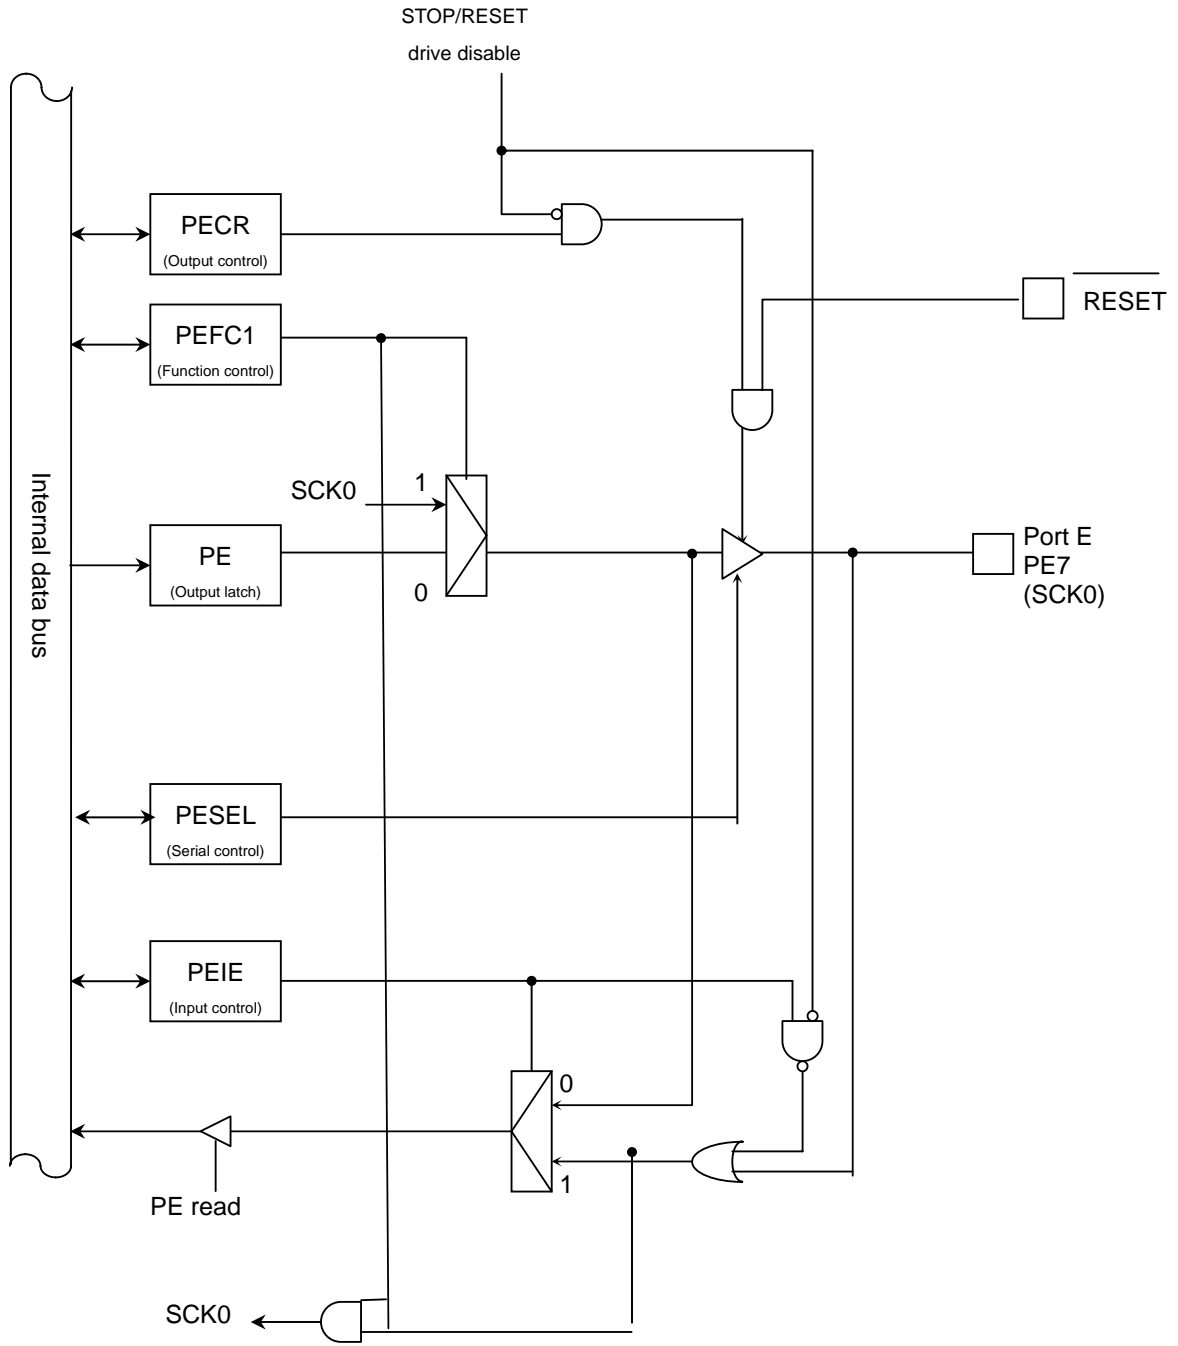 STOP/RESET
drive disable
PECR
(Output control)
RESET
PEFC1
(Function control)
Internal data bus
SCK0
1
0
PE
(Output latch)
Port E
PE7
(SCK0)
PESEL
(Serial control)
PEIE
(Input control)
0
1
PE read
SCK0